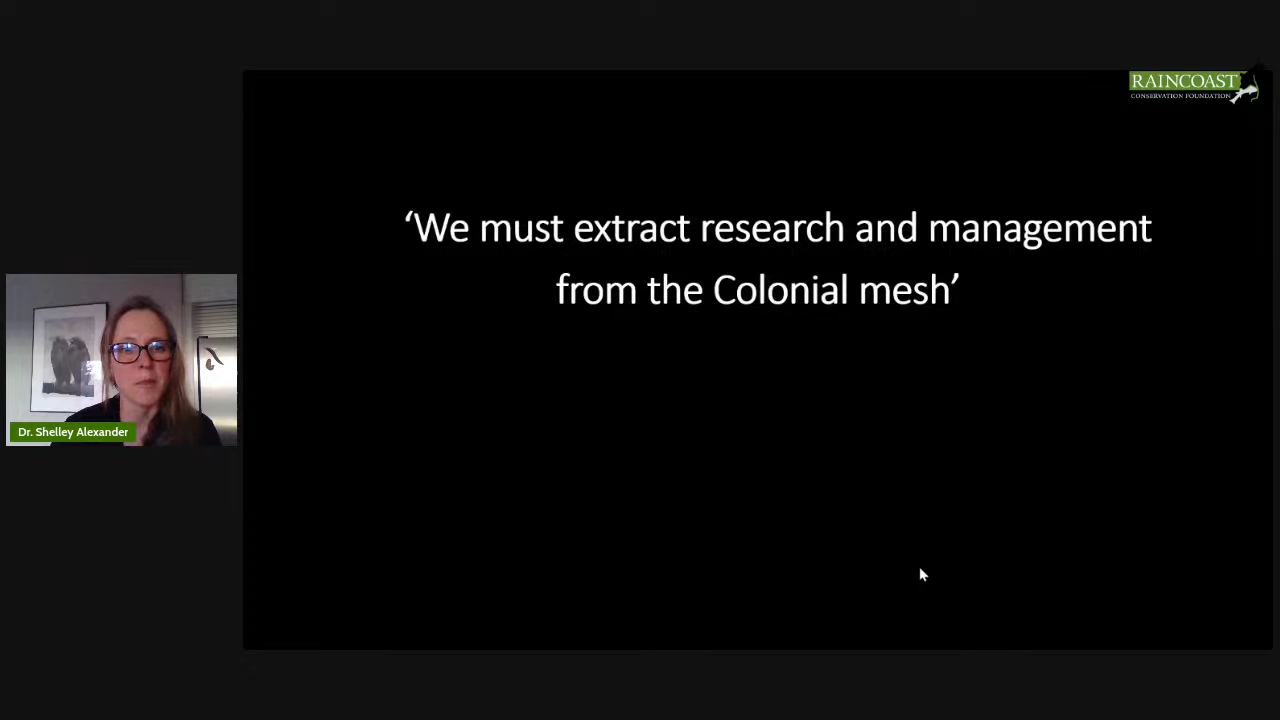 RAINCOAST
CONSERVATION FOUNDATION
‘We must extract research and management
from the Colonial mesh’
Dr. Shelley Alexander